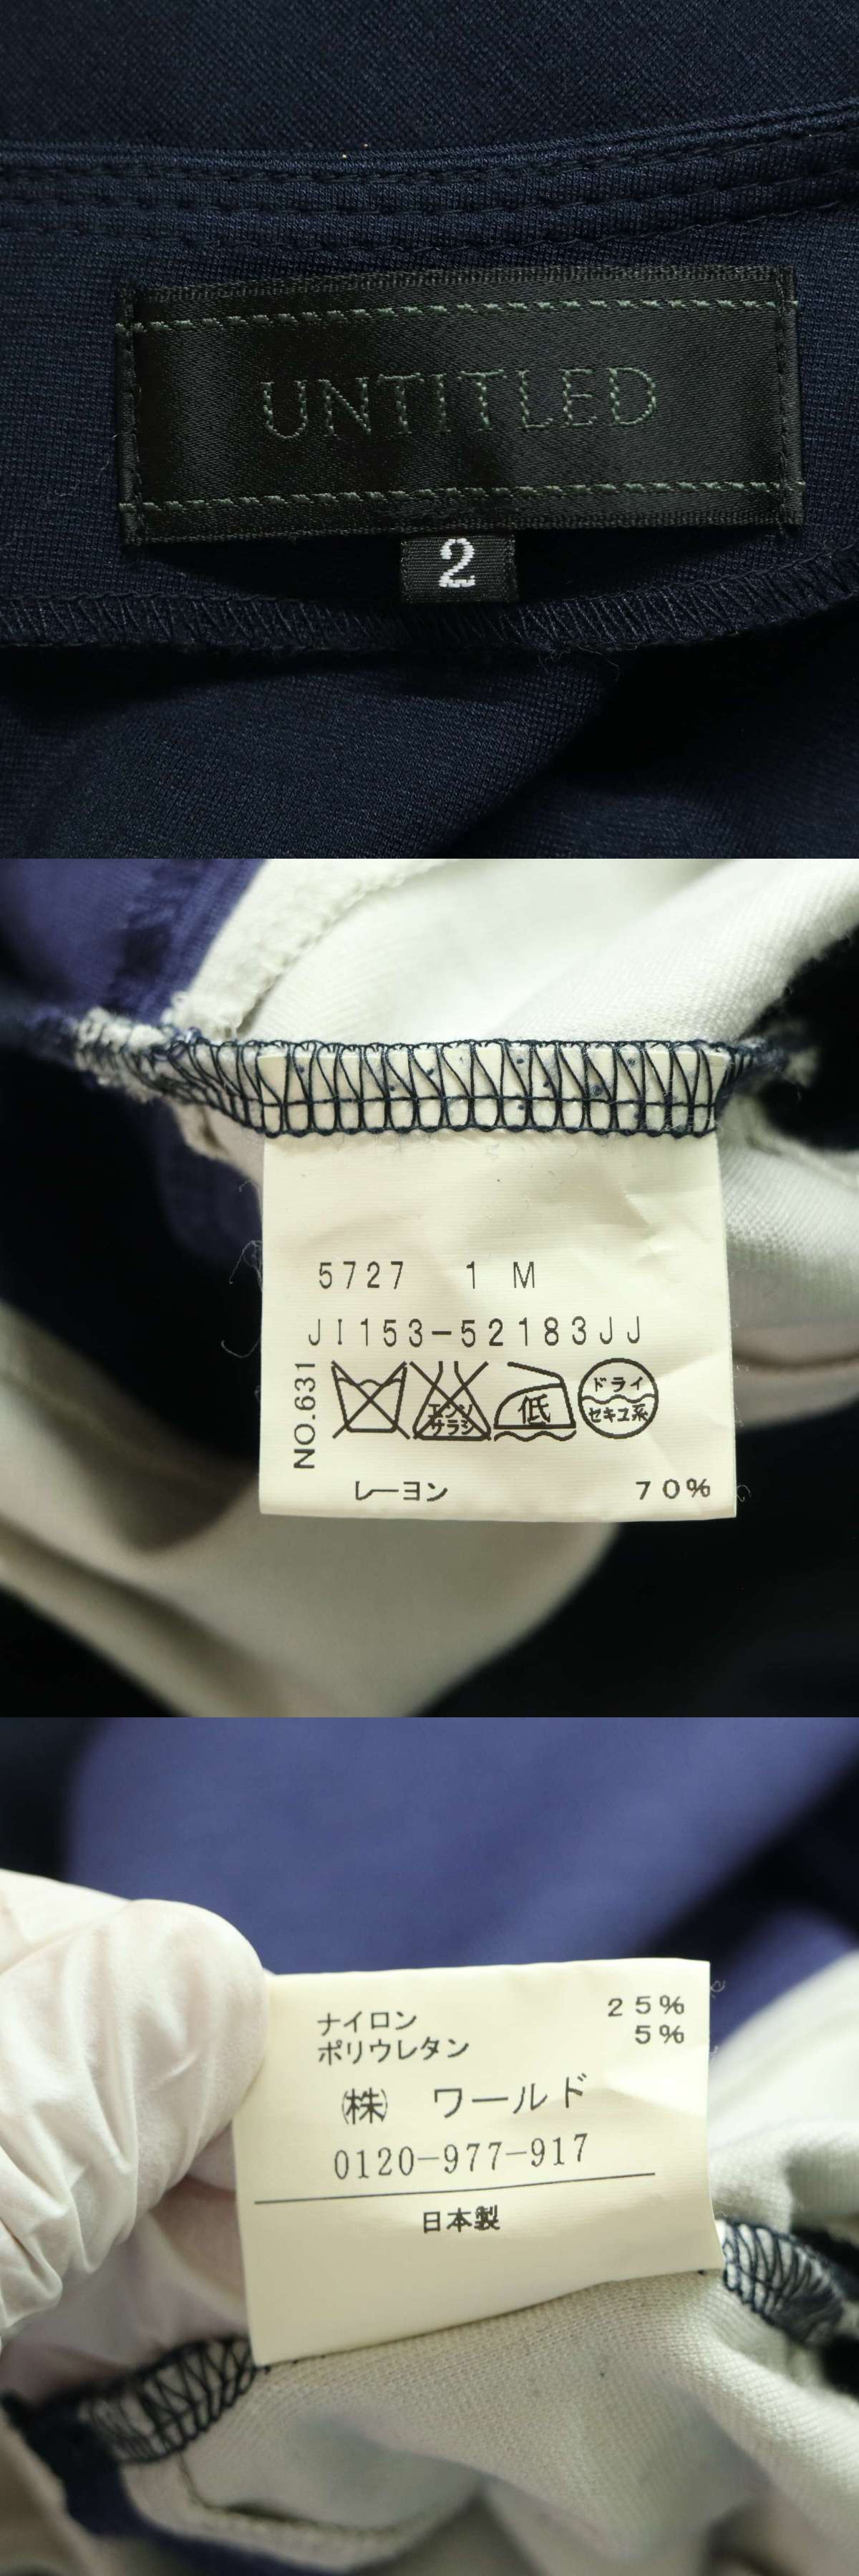 UNTITLED
2
5727 1 M
JI153-52183JJ
NO.631
エンソ
サラシ
低
ドライ
セキユ系
レーヨン 70%
ナイロン 25%
ポリウレタン 5%
㈱ ワールド
0120-977-917
日本製